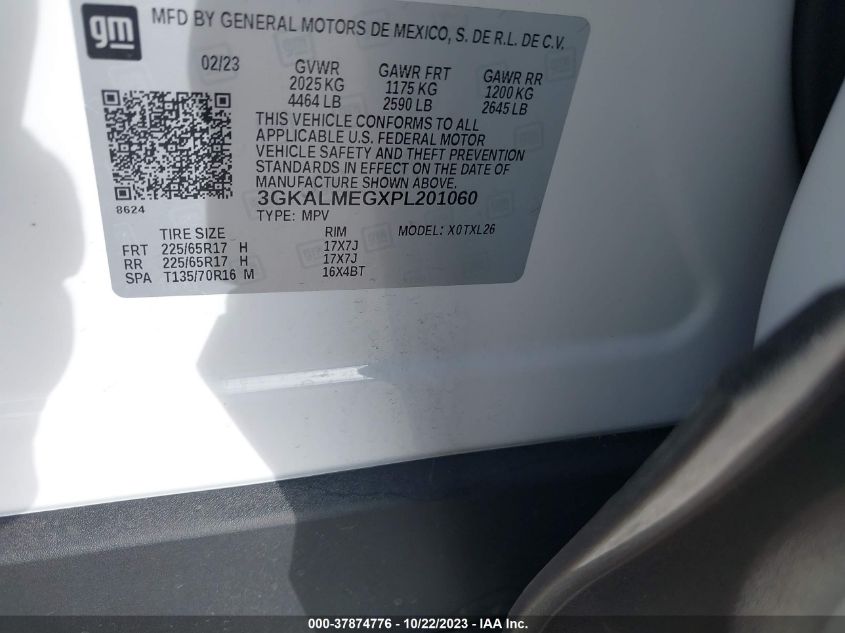 gm
MFD BY GENERAL MOTORS DE MEXICO, S. DE R.L. DE C.V.
02/23 GVWR GAWR FRT GAWR RR
2025 KG 1175 KG 1200 KG
4464 LB 2590 LB 2645 LB
THIS VEHICLE CONFORMS TO ALL
APPLICABLE U.S. FEDERAL MOTOR
VEHICLE SAFETY AND THEFT PREVENTION
STANDARDS IN EFFECT ON THE DATE OF
MANUFACTURE SHOWN ABOVE.
3GKALMEGXPL201060
8624
TYPE: MPV
TIRE SIZE RIM MODEL: X0TXL26
FRT 225/65R17 H 17X7J
RR 225/65R17 H 17X7J
SPA T135/70R16 M 16X4BT
000-37874776 - 10/22/2023 - COPART, INC.